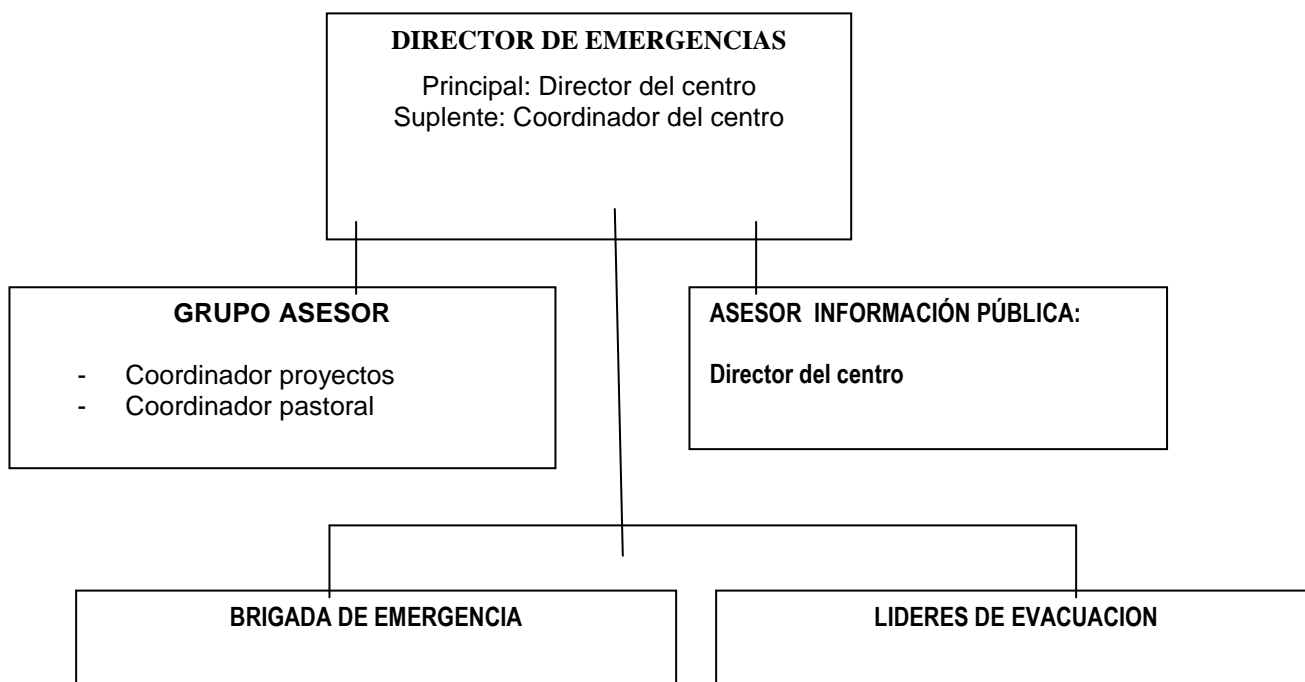 DIRECTOR DE EMERGENCIAS
Principal: Director del centro
Suplente: Coordinador del centro
GRUPO ASESOR
- Coordinador proyectos
- Coordinador pastoral
ASESOR INFORMACIÓN PÚBLICA:
Director del centro
BRIGADA DE EMERGENCIA
LIDERES DE EVACUACION